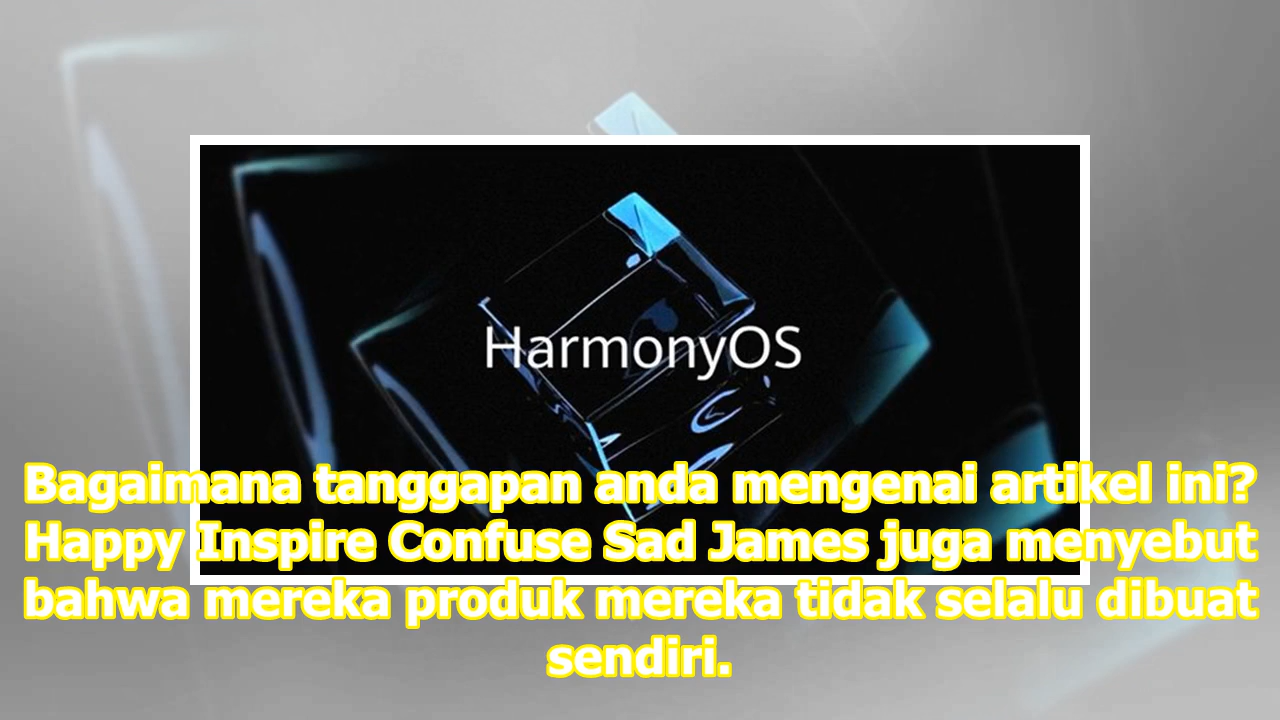 HarmonyOS
Bagaimana tanggapan anda mengenai artikel ini?
Happy Inspire Confuse Sad James juga menyebut
bahwa mereka produk mereka tidak selalu dibuat
sendiri.